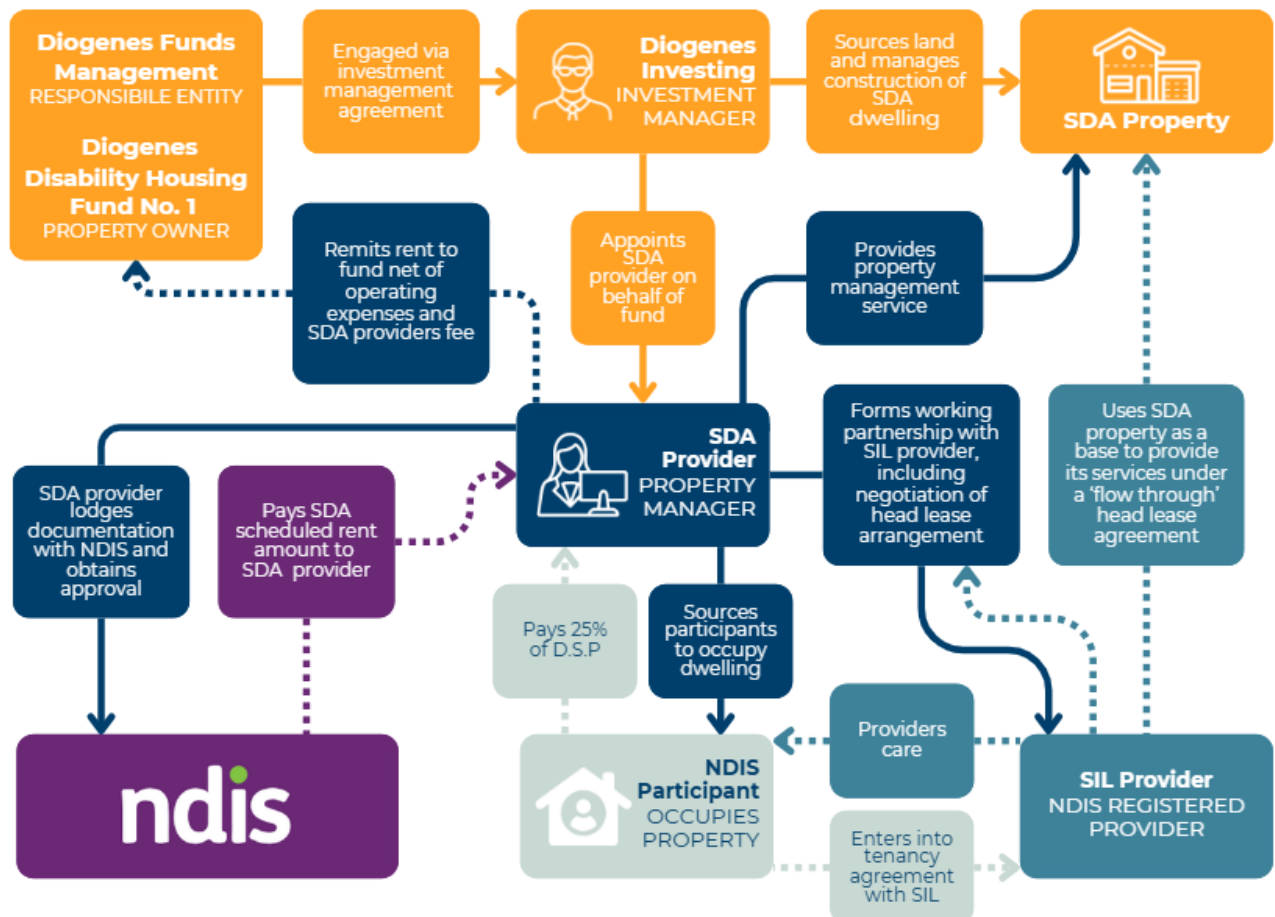 Diogenes Funds
Management
RESPONSIBILE ENTITY
Diogenes
Disability Housing
Fund No. 1
PROPERTY OWNER
Engaged via
investment
management
agreement
Diogenes
Investing
INVESTMENT
MANAGER
Sources land
and manages
construction of
SDA
dwelling
SDA Property
Remits rent to
fund net of
operating
expenses and
SDA providers fee
Appoints
SDA
provider on
behalf of
fund
Provides
property
management
service
SDA
Provider
PROPERTY
MANAGER
Forms working
partnership with
SIL provider,
including
negotiation of
head lease
arrangement
Uses SDA
property as a
base to provide
its services under
a ‘flow through’
head lease
agreement
SDA provider
lodges
documentation
with NDIS and
obtains
approval
Pays SDA
scheduled rent
amount to
SDA provider
Pays 25%
of D.S.P
Sources
participants
to occupy
dwelling
ndis
NDIS
Participant
OCCUPIES
PROPERTY
Providers
care
SIL Provider
NDIS REGISTERED
PROVIDER
Enters into
tenancy
agreement
with SIL